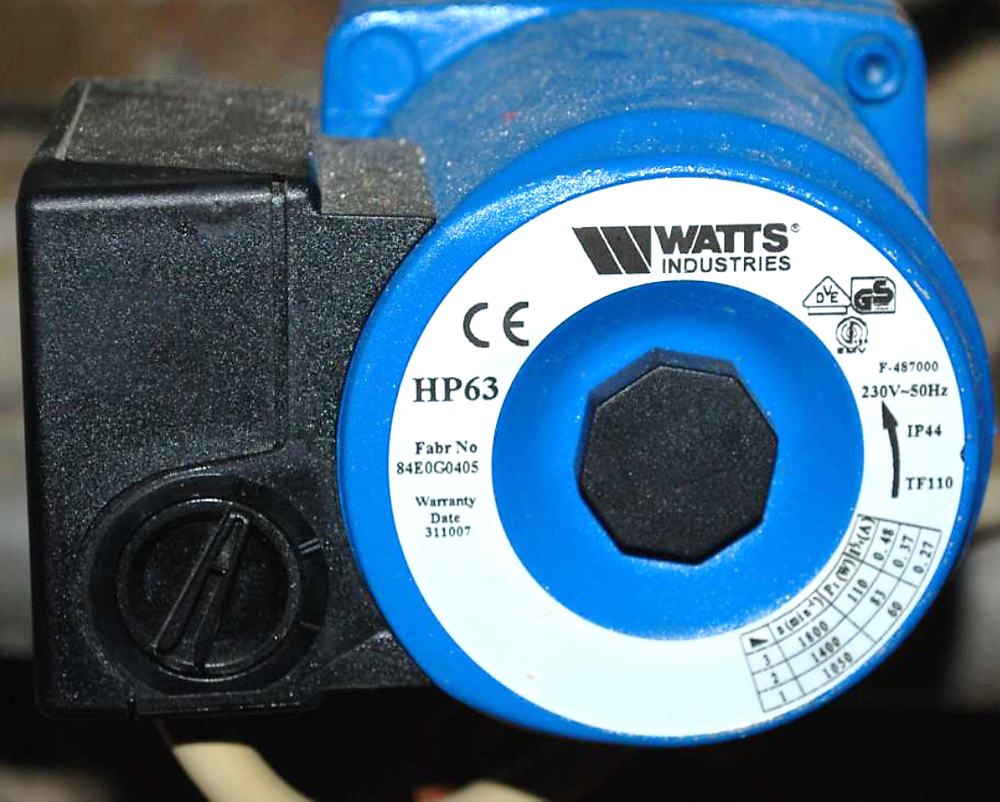 WATTS®
INDUSTRIES
CE
DVE
GS
HP63
F-487000
230V~50Hz
Fabr No
84E0G0405
IP44
TF110
Warranty
Date
311007
n(min⁻¹) P₁(W) I₁(A)
3 1800 110 0.48
2 1400 83 0.37
1 1050 60 0.27